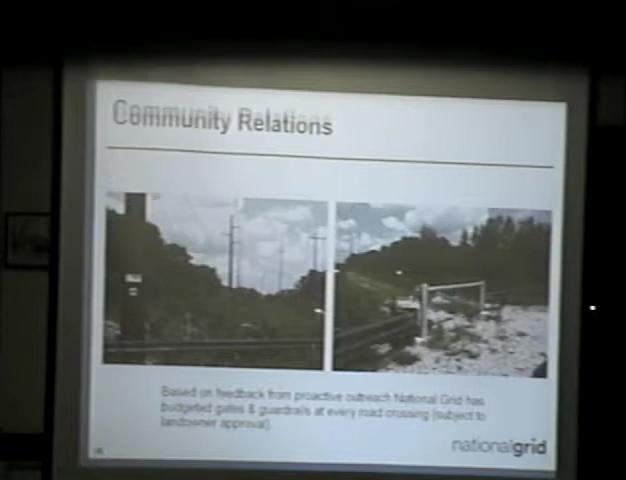 Community Relations
Based on feedback from proactive outreach National Grid has
budgeted gates & guardrails at every road crossing (subject to
landowner approval)
nationalgrid